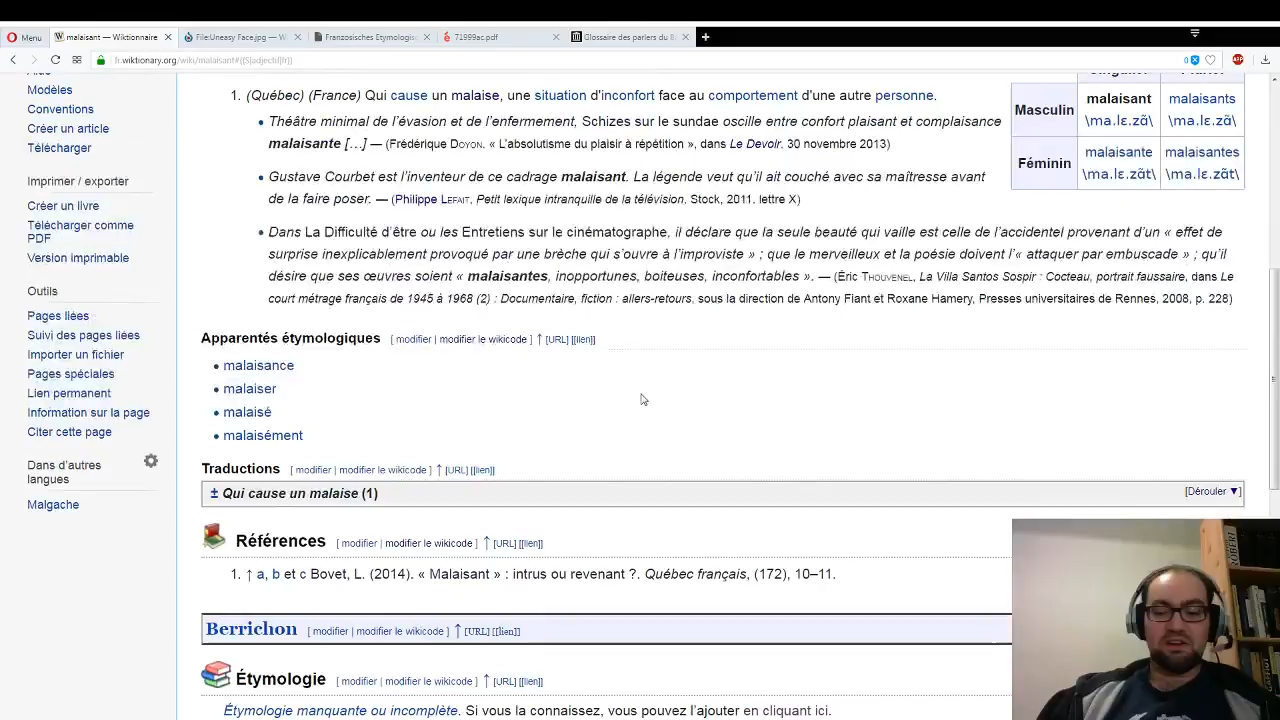 Menu
malaisant — Wiktionnaire
File:Uneasy Face.jpg — W
Franzosisches Etymologis
71999ac.pdf
Glossaire des parlers du B
fr.wiktionary.org/wiki/malaisant#{{S|adjectif|fr}}
0
ABP
Modèles
Conventions
Créer un article
Télécharger
Imprimer / exporter
Créer un livre
Télécharger comme
PDF
Version imprimable
Outils
Pages liées
Suivi des pages liées
Importer un fichier
Pages spéciales
Lien permanent
Information sur la page
Citer cette page
Dans d'autres
langues
Malgache
1. (Québec) (France) Qui cause un malaise, une situation d'inconfort face au comportement d'une autre personne.
• Théâtre minimal de l'évasion et de l'enfermement, Schizes sur le sundae oscille entre confort plaisant et complaisance
malaisante […] — (Frédérique Doyon, « L'absolutisme du plaisir à répétition », dans Le Devoir, 30 novembre 2013)
• Gustave Courbet est l'inventeur de ce cadrage malaisant. La légende veut qu'il ait couché avec sa maîtresse avant
de la faire poser. — (Philippe Lefait, Petit lexique intranquille de la télévision, Stock, 2011. lettre X)
• Dans La Difficulté d'être ou les Entretiens sur le cinématographe, il déclare que la seule beauté qui vaille est celle de l'accidentel provenant d'un « effet de
surprise inexplicablement provoqué par une brèche qui s'ouvre à l'improviste » ; que le merveilleux et la poésie doivent l'« attaquer par embuscade » ; qu'il
désire que ses œuvres soient « malaisantes, inopportunes, boiteuses, inconfortables ». — (Éric Thouvenel, La Villa Santos Sospir : Cocteau, portrait faussaire, dans Le
court métrage français de 1945 à 1968 (2) : Documentaire, fiction : allers-retours, sous la direction de Antony Fiant et Roxane Hamery, Presses universitaires de Rennes, 2008, p. 228)
Masculin malaisant malaisants
\ma.lɛ.zɑ̃\ \ma.lɛ.zɑ̃\
Féminin malaisante malaisantes
\ma.lɛ.zɑ̃t\ \ma.lɛ.zɑ̃t\
Apparentés étymologiques [ modifier | modifier le wikicode ] ↑ [URL] [[lien]]
• malaisance
• malaiser
• malaisé
• malaisément
Traductions [ modifier | modifier le wikicode ] ↑ [URL] [[lien]]
± Qui cause un malaise (1) [Dérouler ▼]
Références [ modifier | modifier le wikicode ] ↑ [URL] [[lien]]
1. ↑ a, b et c Bovet, L. (2014). « Malaisant » : intrus ou revenant ?. Québec français, (172), 10–11.
Berrichon [ modifier | modifier le wikicode ] ↑ [URL] [[lien]]
Étymologie [ modifier | modifier le wikicode ] ↑ [URL] [[lien]]
Étymologie manquante ou incomplète. Si vous la connaissez, vous pouvez l'ajouter en cliquant ici.